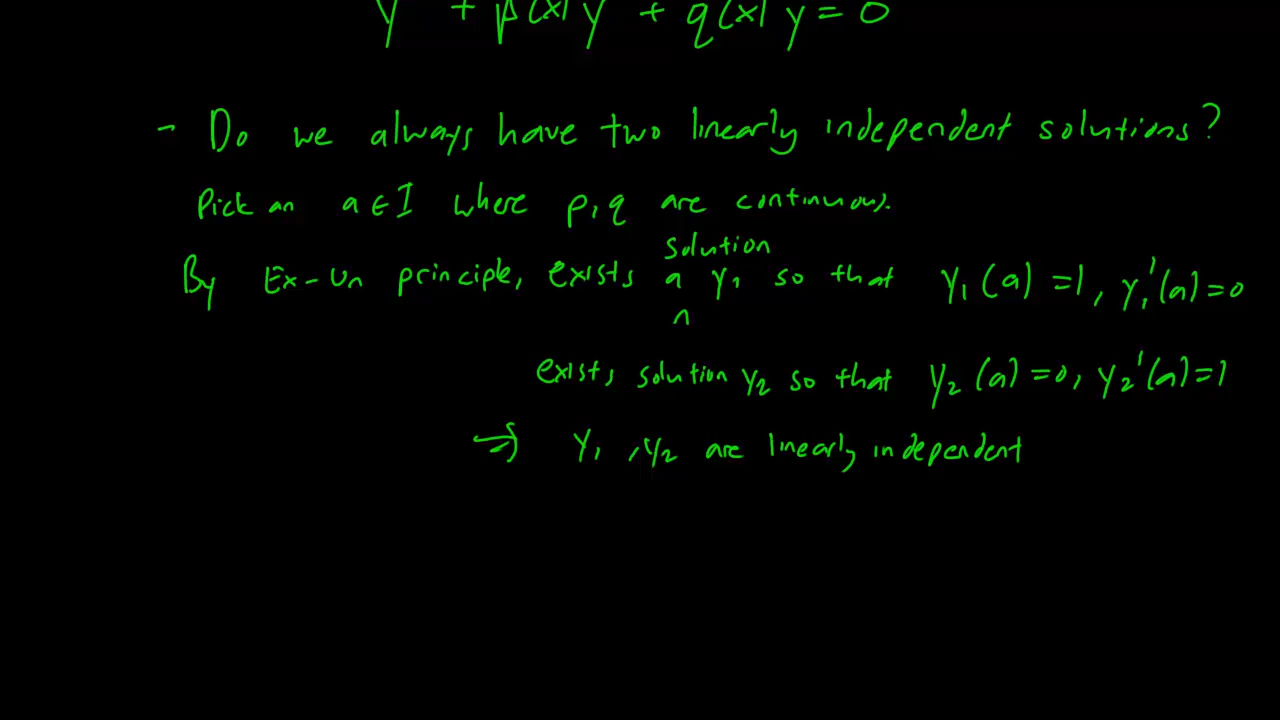 y + p(x) y + q(x) y = 0
- Do we always have two linearly independent solutions?
Pick an a ∈ I where p, q are continuous.
solution
By Ex-Un principle, exists a y₁ so that y₁(a) = 1, y₁'(a) = 0
^
exists solution y₂ so that y₂(a) = 0, y₂'(a) = 1
⇒ y₁, y₂ are linearly independent